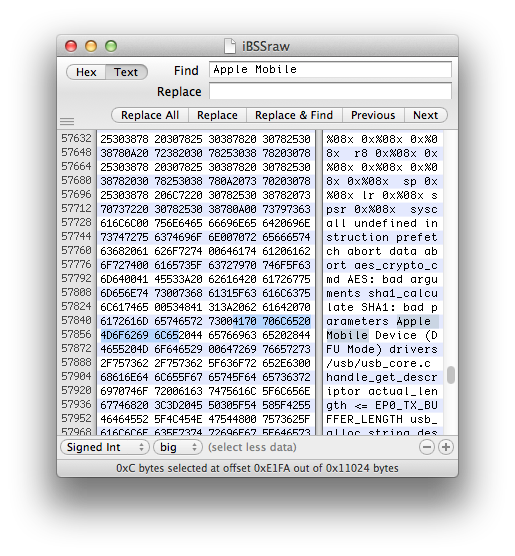 iBSSraw
Hex Text Find Apple Mobile
Replace
Replace All Replace Replace & Find Previous Next
57632 25303878 20307825 30387820 30782530 %08x 0x%08x 0x%0
57648 38780A20 72382030 78253038 78203078 8x  r8 0x%08x 0x
57664 25303878 20307825 30387820 30782530 %08x 0x%08x 0x%0
57680 38782030 78253038 780A2073 70203078 8x 0x%08x  sp 0x
57696 25303878 206C7220 30782530 38782073 %08x lr 0x%08x s
57712 70737220 30782530 38780A00 73797363 psr 0x%08x  sysc
57728 616C6C00 756E6465 66696E65 6420696E all undefined in
57744 73747275 6374696F 6E007072 65666574 struction prefet
57760 63682061 626F7274 00646174 61206162 ch abort data ab
57776 6F727400 6165735F 63727970 746F5F63 ort aes_crypto_c
57792 6D640041 45533A20 62616420 61726775 md AES: bad argu
57808 6D656E74 73007368 61315F63 616C6375 ments sha1_calcu
57824 6C617465 00534841 313A2062 61642070 late SHA1: bad p
57840 6172616D 65746572 73004170 706C6520 arameters Apple
57856 4D6F6269 6C652044 65766963 65202844 Mobile Device (D
57872 4655204D 6F646529 00647269 76657273 FU Mode) drivers
57888 2F757362 2F757362 5F636F72 652E6300 /usb/usb_core.c
57904 68616E64 6C655F67 65745F64 65736372 handle_get_descr
57920 6970746F 72006163 7475616C 5F6C656E iptor actual_len
57936 67746820 3C3D2045 50305F54 585F4255 gth <= EP0_TX_BU
57952 46464552 5F4C454E 47544800 7573625F FFER_LENGTH usb_
57968 616C6C6F 635F7374 72696E67 5F646573 alloc_string_des
Signed Int big (select less data)
0xC bytes selected at offset 0xE1FA out of 0x11024 bytes